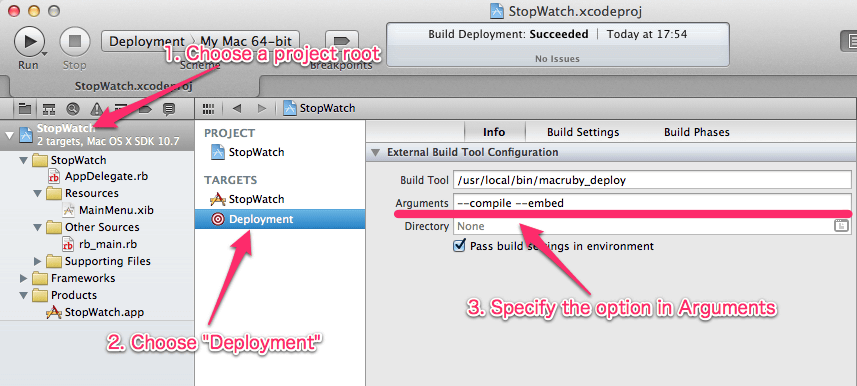 StopWatch.xcodeproj
Deployment My Mac 64-bit
Build Deployment: Succeeded Today at 17:54
No Issues
Run
Stop
Scheme
Breakpoints
1. Choose a project root
StopWatch.xcodeproj
StopWatch
StopWatch
2 targets, Mac OS X SDK 10.7
StopWatch
AppDelegate.rb
Resources
MainMenu.xib
Other Sources
rb_main.rb
Supporting Files
Frameworks
Products
StopWatch.app
PROJECT
StopWatch
TARGETS
StopWatch
Deployment
2. Choose "Deployment"
Info Build Settings Build Phases
External Build Tool Configuration
Build Tool /usr/local/bin/macruby_deploy
Arguments --compile --embed
Directory None
Pass build settings in environment
3. Specify the option in Arguments